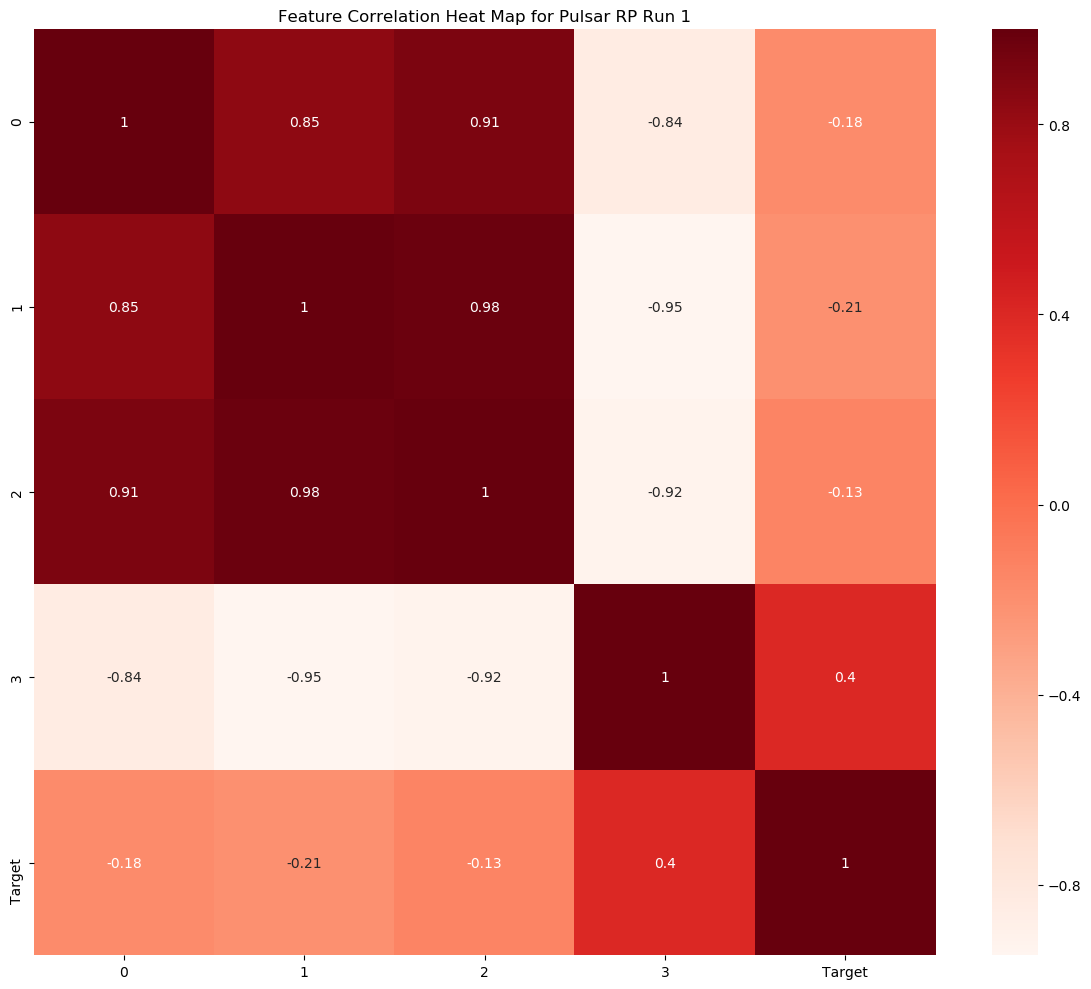 Feature Correlation Heat Map for Pulsar RP Run 1
0 1 0.85 0.91 -0.84 -0.18
1 0.85 1 0.98 -0.95 -0.21
2 0.91 0.98 1 -0.92 -0.13
3 -0.84 -0.95 -0.92 1 0.4
Target -0.18 -0.21 -0.13 0.4 1
0 1 2 3 Target
0.8
0.4
0.0
−0.4
−0.8